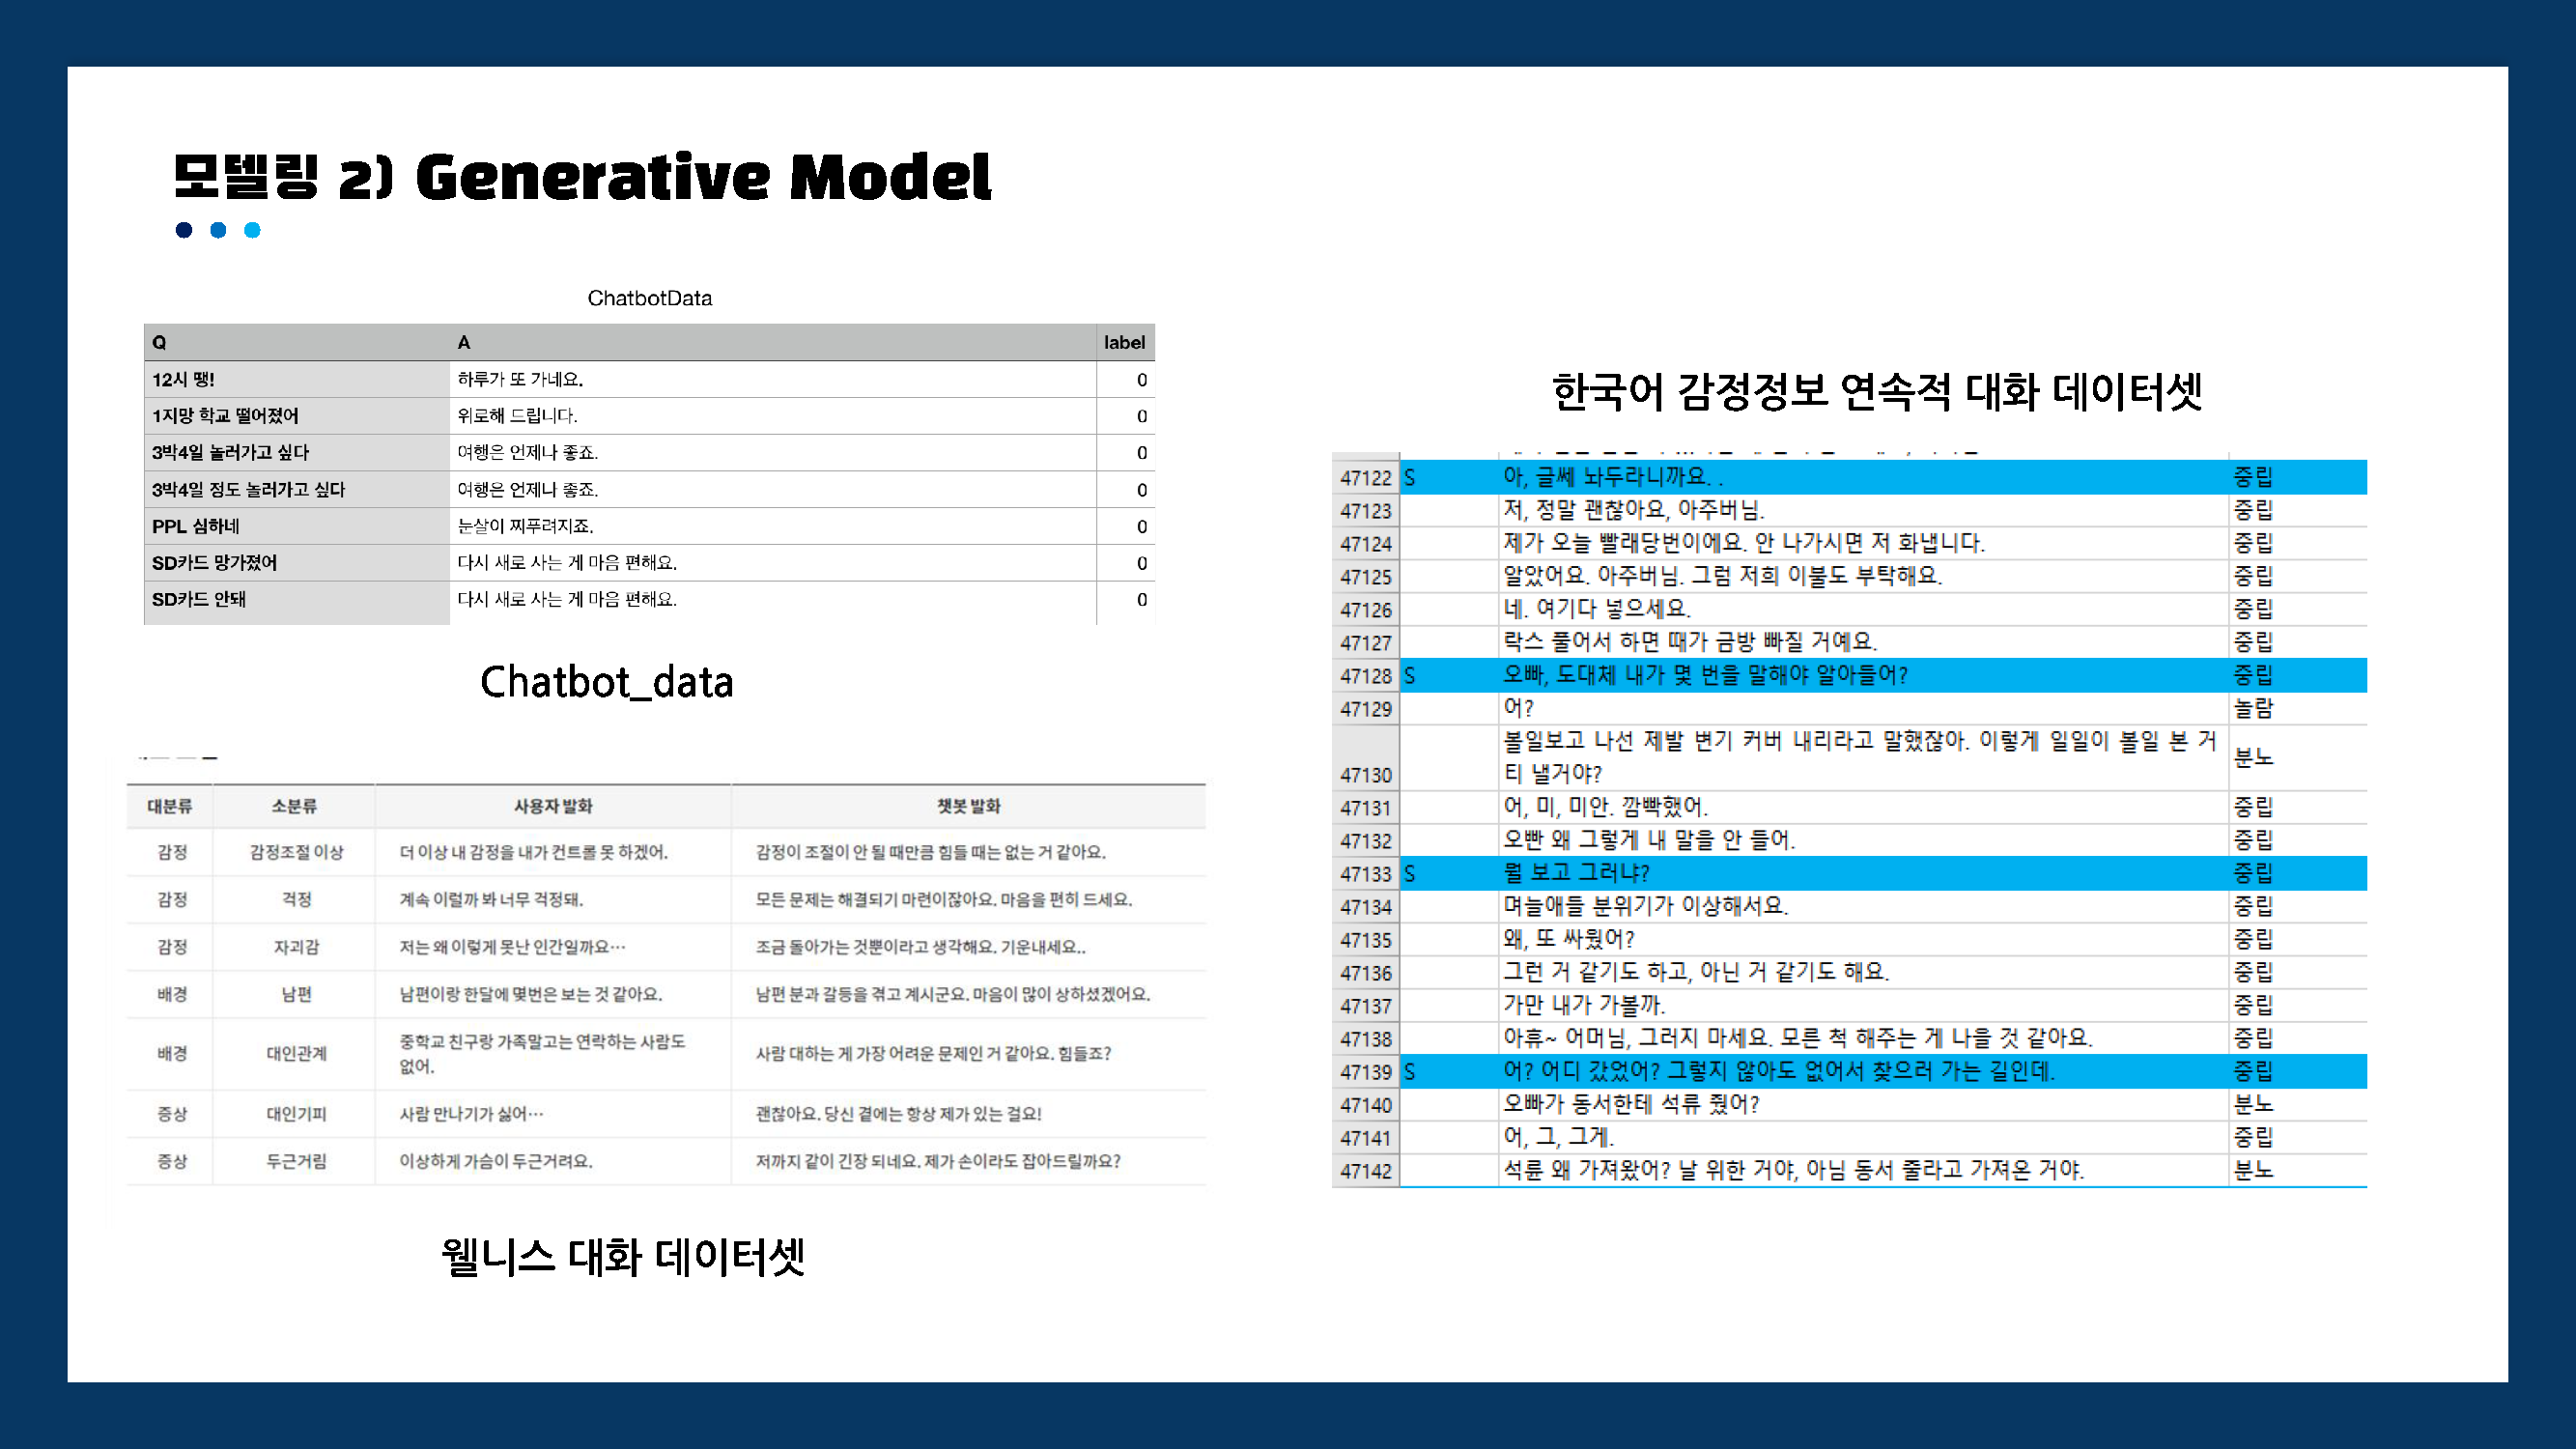 모델링 2) Generative Model
ChatbotData
Q A label
12시 땡! 하루가 또 가네요. 0
1지망 학교 떨어졌어 위로해 드립니다. 0
3박4일 놀러가고 싶다 여행은 언제나 좋죠. 0
3박4일 정도 놀러가고 싶다 여행은 언제나 좋죠. 0
PPL 심하네 눈살이 찌푸려지죠. 0
SD카드 망가졌어 다시 새로 사는 게 마음 편해요. 0
SD카드 안돼 다시 새로 사는 게 마음 편해요. 0
Chatbot_data
대분류 소분류 사용자 발화 챗봇 발화
감정 감정조절 이상 더 이상 내 감정을 내가 컨트롤 못 하겠어. 감정이 조절이 안 될 때만큼 힘들 때는 없는 거 같아요.
감정 걱정 계속 이럴까 봐 너무 걱정돼. 모든 문제는 해결되기 마련이잖아요. 마음을 편히 드세요.
감정 자괴감 저는 왜 이렇게 못난 인간일까요… 조금 돌아가는 것뿐이라고 생각해요. 기운내세요..
배경 남편 남편이랑 한달에 몇번은 보는 것 같아요. 남편 분과 갈등을 겪고 계시군요. 마음이 많이 상하셨겠어요.
배경 대인관계 중학교 친구랑 가족말고는 연락하는 사람도
없어. 사람 대하는 게 가장 어려운 문제인 거 같아요. 힘들죠?
증상 대인기피 사람 만나기가 싫어… 괜찮아요. 당신 곁에는 항상 제가 있는 걸요!
증상 두근거림 이상하게 가슴이 두근거려요. 저까지 같이 긴장 되네요. 제가 손이라도 잡아드릴까요?
웰니스 대화 데이터셋
한국어 감정정보 연속적 대화 데이터셋
47122 S 아, 글쎄 놔두라니까요. . 중립
47123 저, 정말 괜찮아요, 아주버님. 중립
47124 제가 오늘 빨래당번이에요. 안 나가시면 저 화냅니다. 중립
47125 알았어요. 아주버님. 그럼 저희 이불도 부탁해요. 중립
47126 네. 여기다 넣으세요. 중립
47127 락스 풀어서 하면 때가 금방 빠질 거예요. 중립
47128 S 오빠, 도대체 내가 몇 번을 말해야 알아들어? 중립
47129 어? 놀람
47130 볼일보고 나선 제발 변기 커버 내리라고 말했잖아. 이렇게 일일이 볼일 본 거
티 낼거야? 분노
47131 어, 미, 미안. 깜빡했어. 중립
47132 오빤 왜 그렇게 내 말을 안 들어. 중립
47133 S 뭘 보고 그러냐? 중립
47134 며늘애들 분위기가 이상해서요. 중립
47135 왜, 또 싸웠어? 중립
47136 그런 거 같기도 하고, 아닌 거 같기도 해요. 중립
47137 가만 내가 가볼까. 중립
47138 아휴~ 어머님, 그러지 마세요. 모른 척 해주는 게 나을 것 같아요. 중립
47139 S 어? 어디 갔었어? 그렇지 않아도 없어서 찾으러 가는 길인데. 중립
47140 오빠가 동서한테 석류 줬어? 분노
47141 어, 그, 그게. 중립
47142 석륜 왜 가져왔어? 날 위한 거야, 아님 동서 줄라고 가져온 거야. 분노